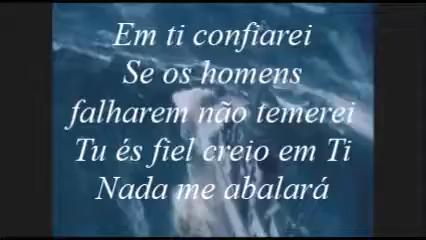 Em ti confiarei
Se os homens
falharem não temerei
Tu és fiel creio em Ti
Nada me abalará